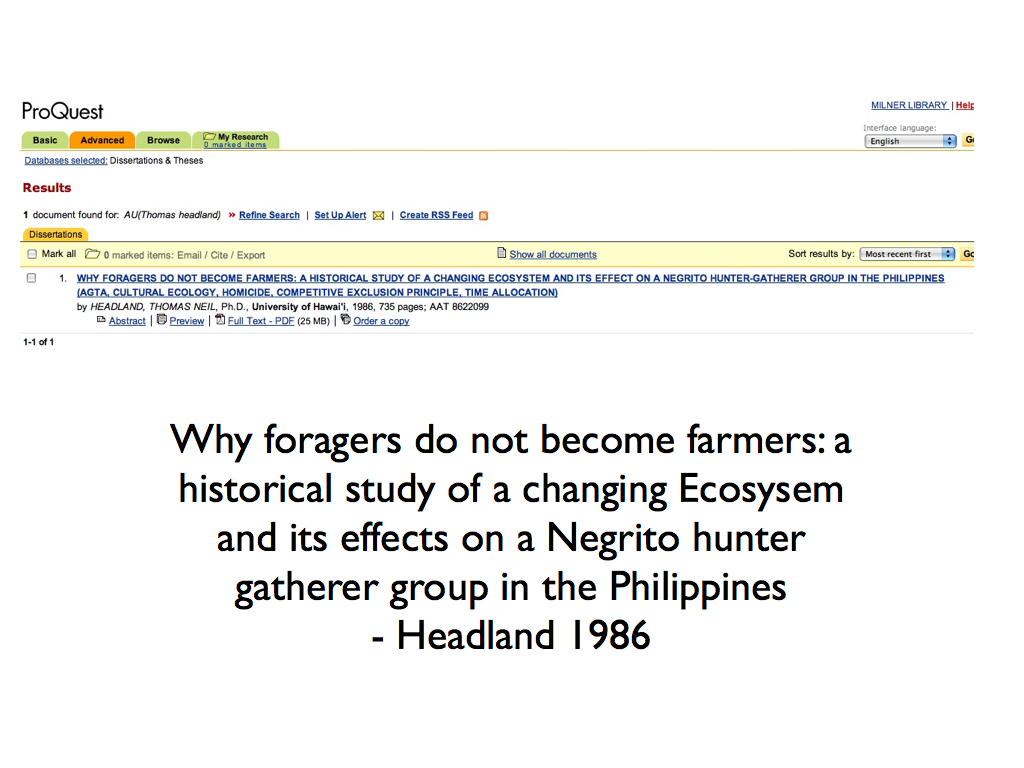 ProQuest
MILNER LIBRARY | Help
Interface language:
Basic Advanced Browse My Research
0 marked items
English
Databases selected: Dissertations & Theses
Results
1 document found for: AU(Thomas headland) » Refine Search | Set Up Alert | Create RSS Feed
Dissertations
Mark all 0 marked items: Email / Cite / Export Show all documents Sort results by: Most recent first
1. WHY FORAGERS DO NOT BECOME FARMERS: A HISTORICAL STUDY OF A CHANGING ECOSYSTEM AND ITS EFFECT ON A NEGRITO HUNTER-GATHERER GROUP IN THE PHILIPPINES
(AGTA, CULTURAL ECOLOGY, HOMICIDE, COMPETITIVE EXCLUSION PRINCIPLE, TIME ALLOCATION)
by HEADLAND, THOMAS NEIL, Ph.D., University of Hawai'i, 1986, 735 pages; AAT 8622099
Abstract | Preview | Full Text - PDF (25 MB) | Order a copy
1-1 of 1
Why foragers do not become farmers: a
historical study of a changing Ecosysem
and its effects on a Negrito hunter
gatherer group in the Philippines
- Headland 1986